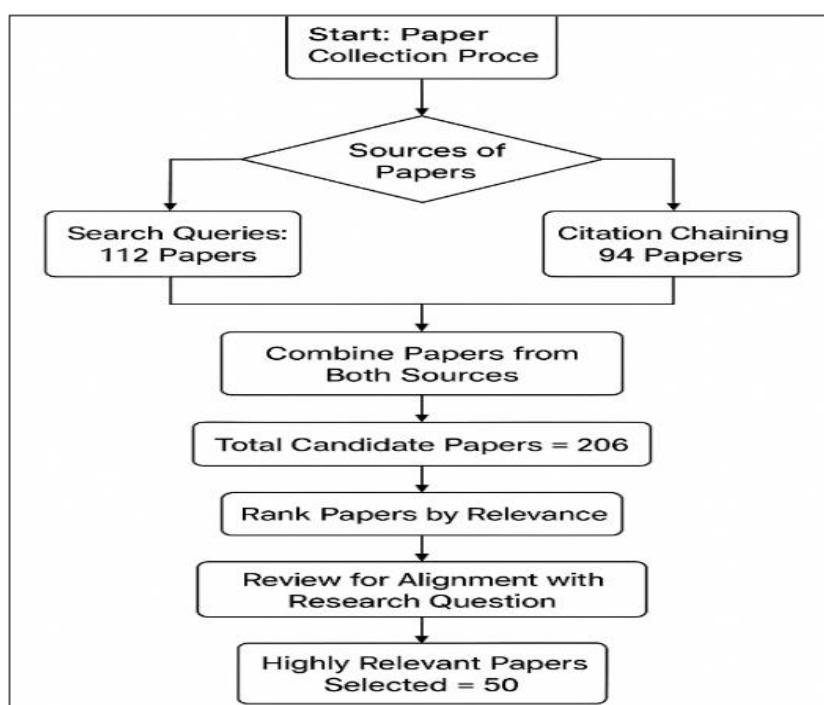 Start: Paper
Collection Proce
Sources of
Papers
Search Queries:
112 Papers
Citation Chaining
94 Papers
Combine Papers from
Both Sources
Total Candidate Papers = 206
Rank Papers by Relevance
Review for Alignment with
Research Question
Highly Relevant Papers
Selected = 50